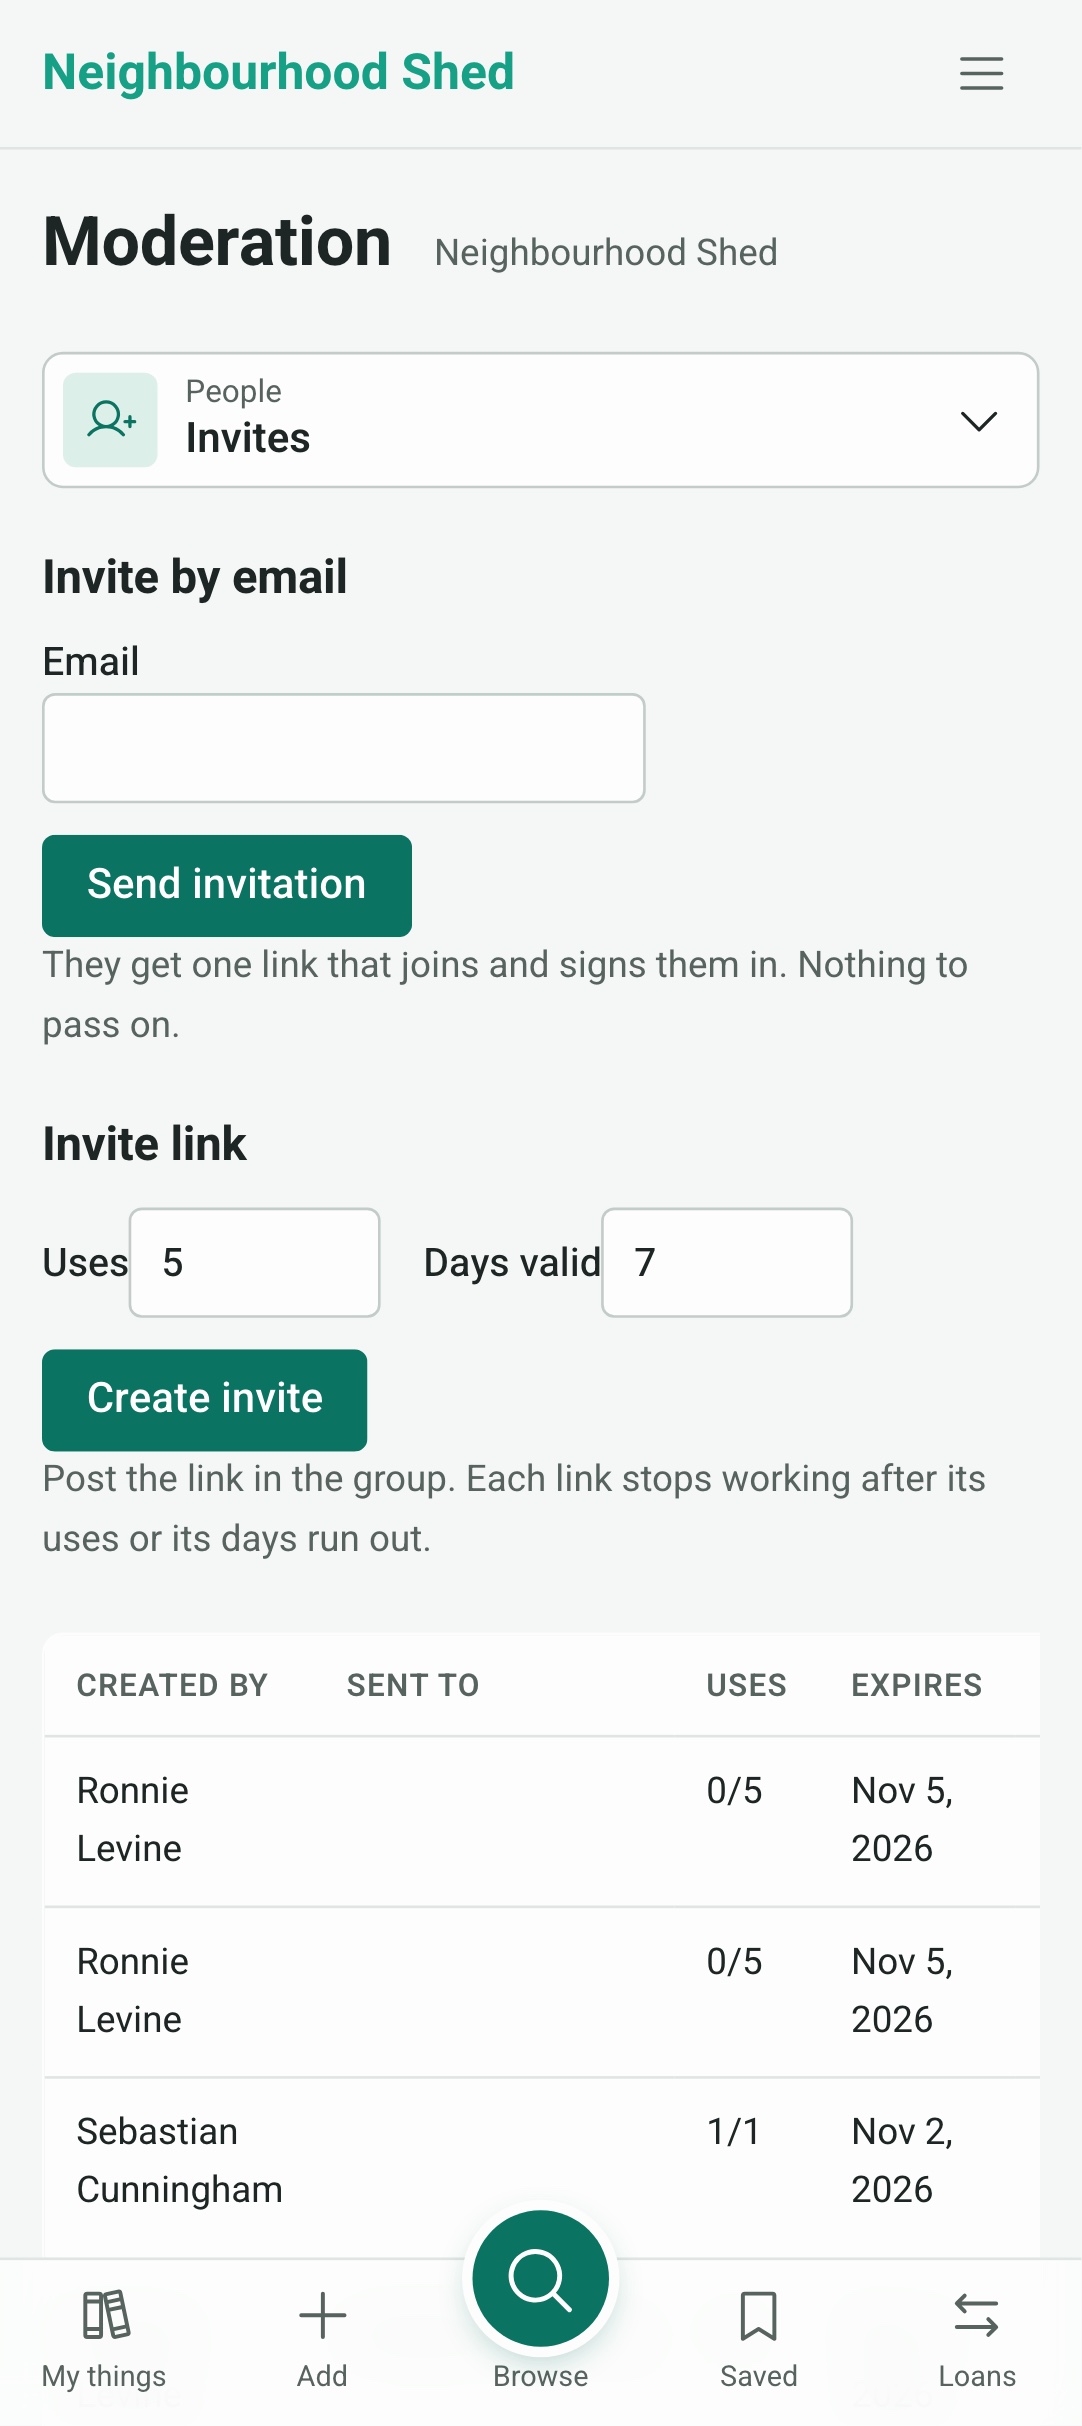 Neighbourhood Shed
Moderation Neighbourhood Shed
People
Invites
Invite by email
Email
Send invitation
They get one link that joins and signs them in. Nothing to
pass on.
Invite link
Uses 5 Days valid 7
Create invite
Post the link in the group. Each link stops working after its
uses or its days run out.
CREATED BY SENT TO USES EXPIRES
Ronnie
Levine
0/5
Nov 5,
2026
Ronnie
Levine
0/5
Nov 5,
2026
Sebastian
Cunningham
1/1
Nov 2,
2026
My things Add Browse Saved Loans